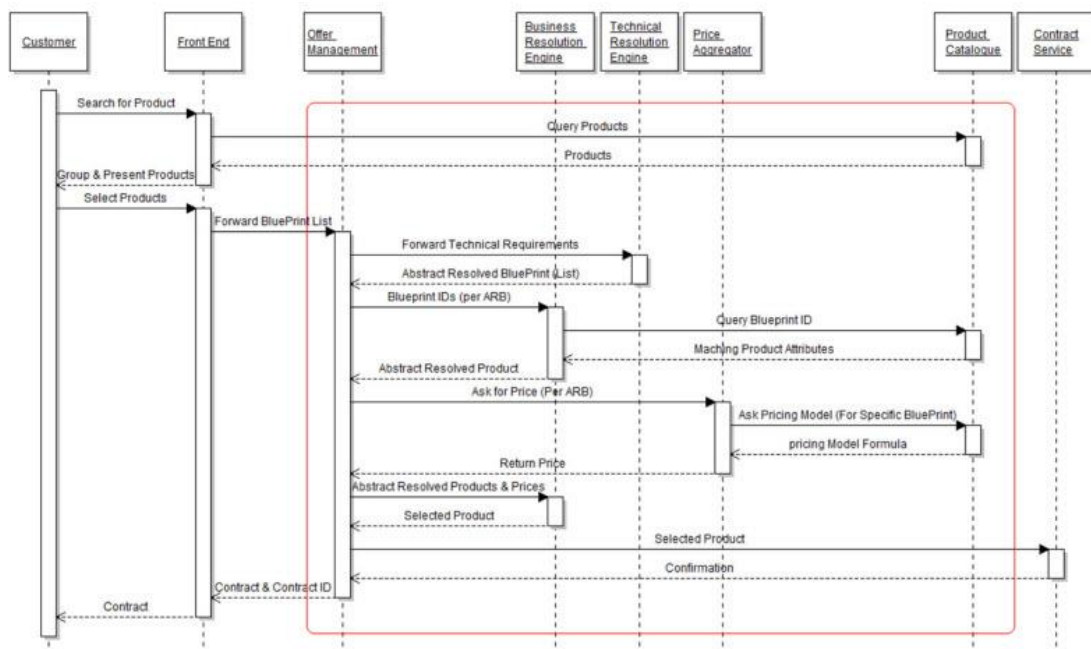 Customer
Front End
Offer
Management
Business
Resolution
Engine
Technical
Resolution
Engine
Price
Aggregator
Product
Catalogue
Contract
Service
Search for Product
Query Products
Products
Group & Present Products
Select Products
Forward BluePrint List
Forward Technical Requirements
Abstract Resolved BluePrint (List)
Blueprint IDs (per ARB)
Query Blueprint ID
Maching Product Attributes
Abstract Resolved Product
Ask for Price (Per ARB)
Ask Pricing Model (For Specific BluePrint)
pricing Model Formula
Return Price
Abstract Resolved Products & Prices
Selected Product
Selected Product
Confirmation
Contract & Contract ID
Contract